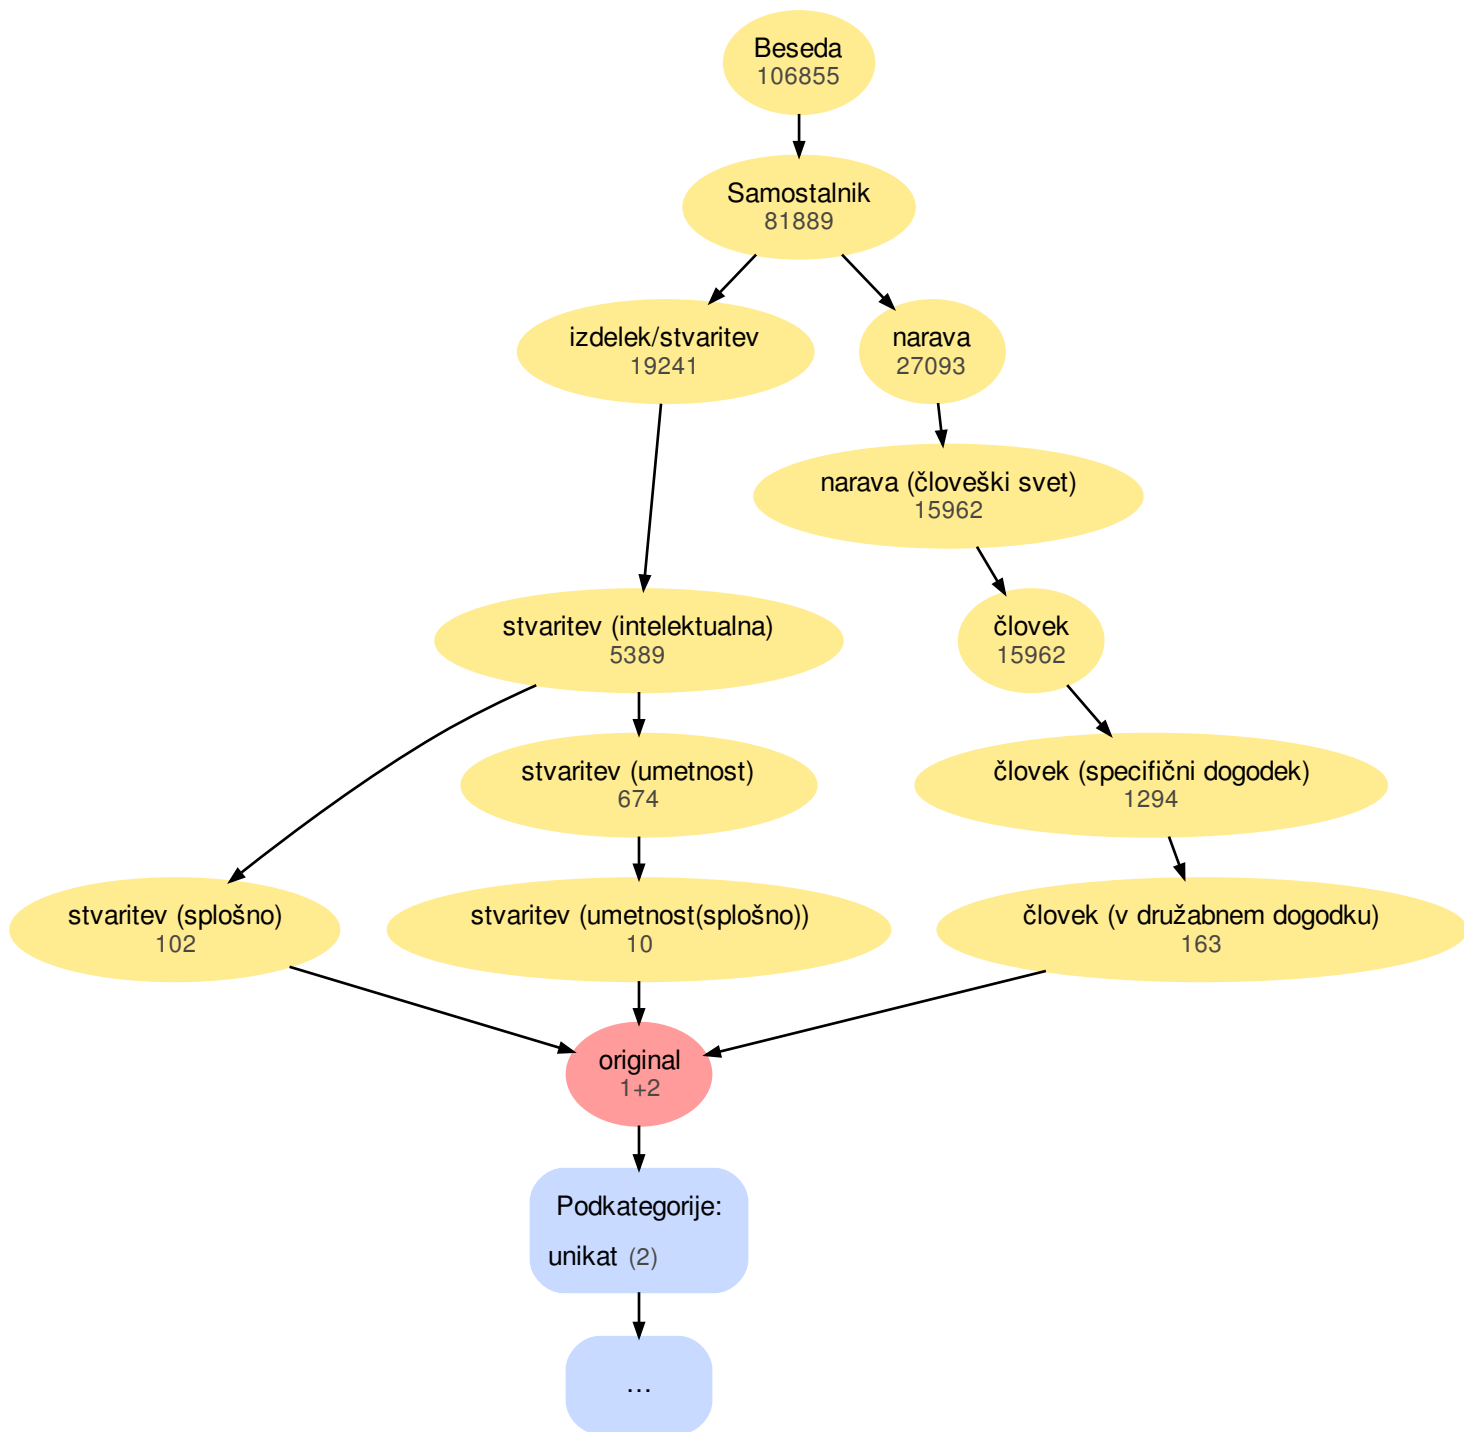 Beseda
106855
Samostalnik
81889
izdelek/stvaritev
19241
narava
27093
narava (človeški svet)
15962
stvaritev (intelektualna)
5389
človek
15962
stvaritev (umetnost)
674
človek (specifični dogodek)
1294
stvaritev (splošno)
102
stvaritev (umetnost(splošno))
10
človek (v družabnem dogodku)
163
original
1+2
Podkategorije:
unikat (2)
...